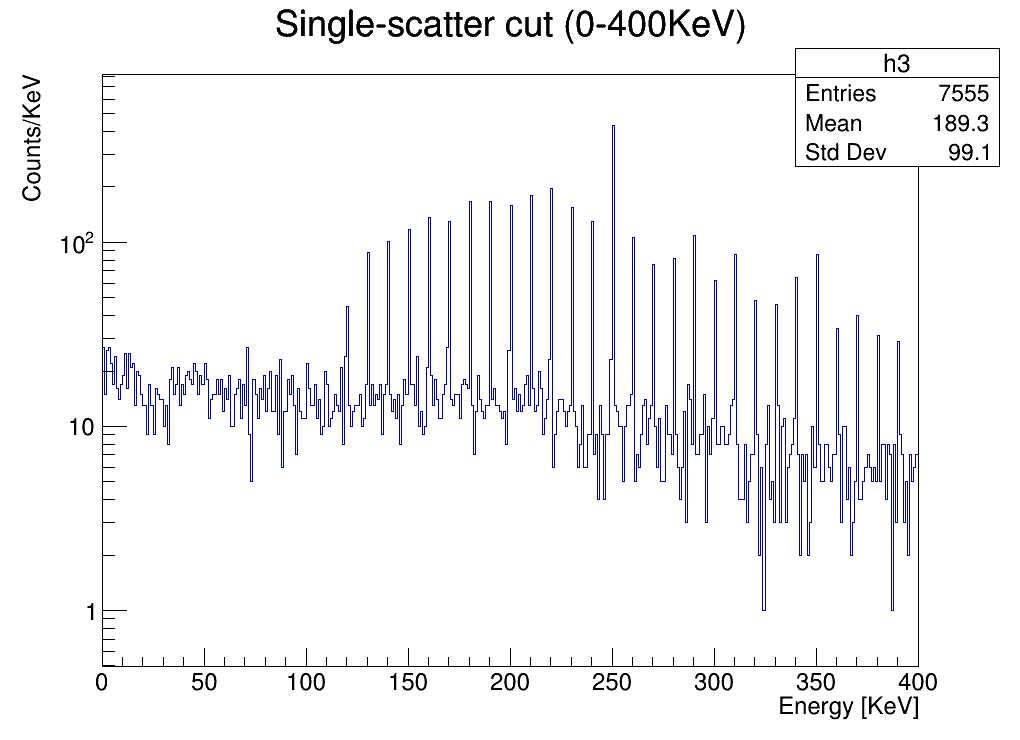 Single-scatter cut (0-400KeV)
h3
Entries 7555
Mean 189.3
Std Dev 99.1
Counts/KeV
10²
10
1
0 50 100 150 200 250 300 350 400
Energy [KeV]